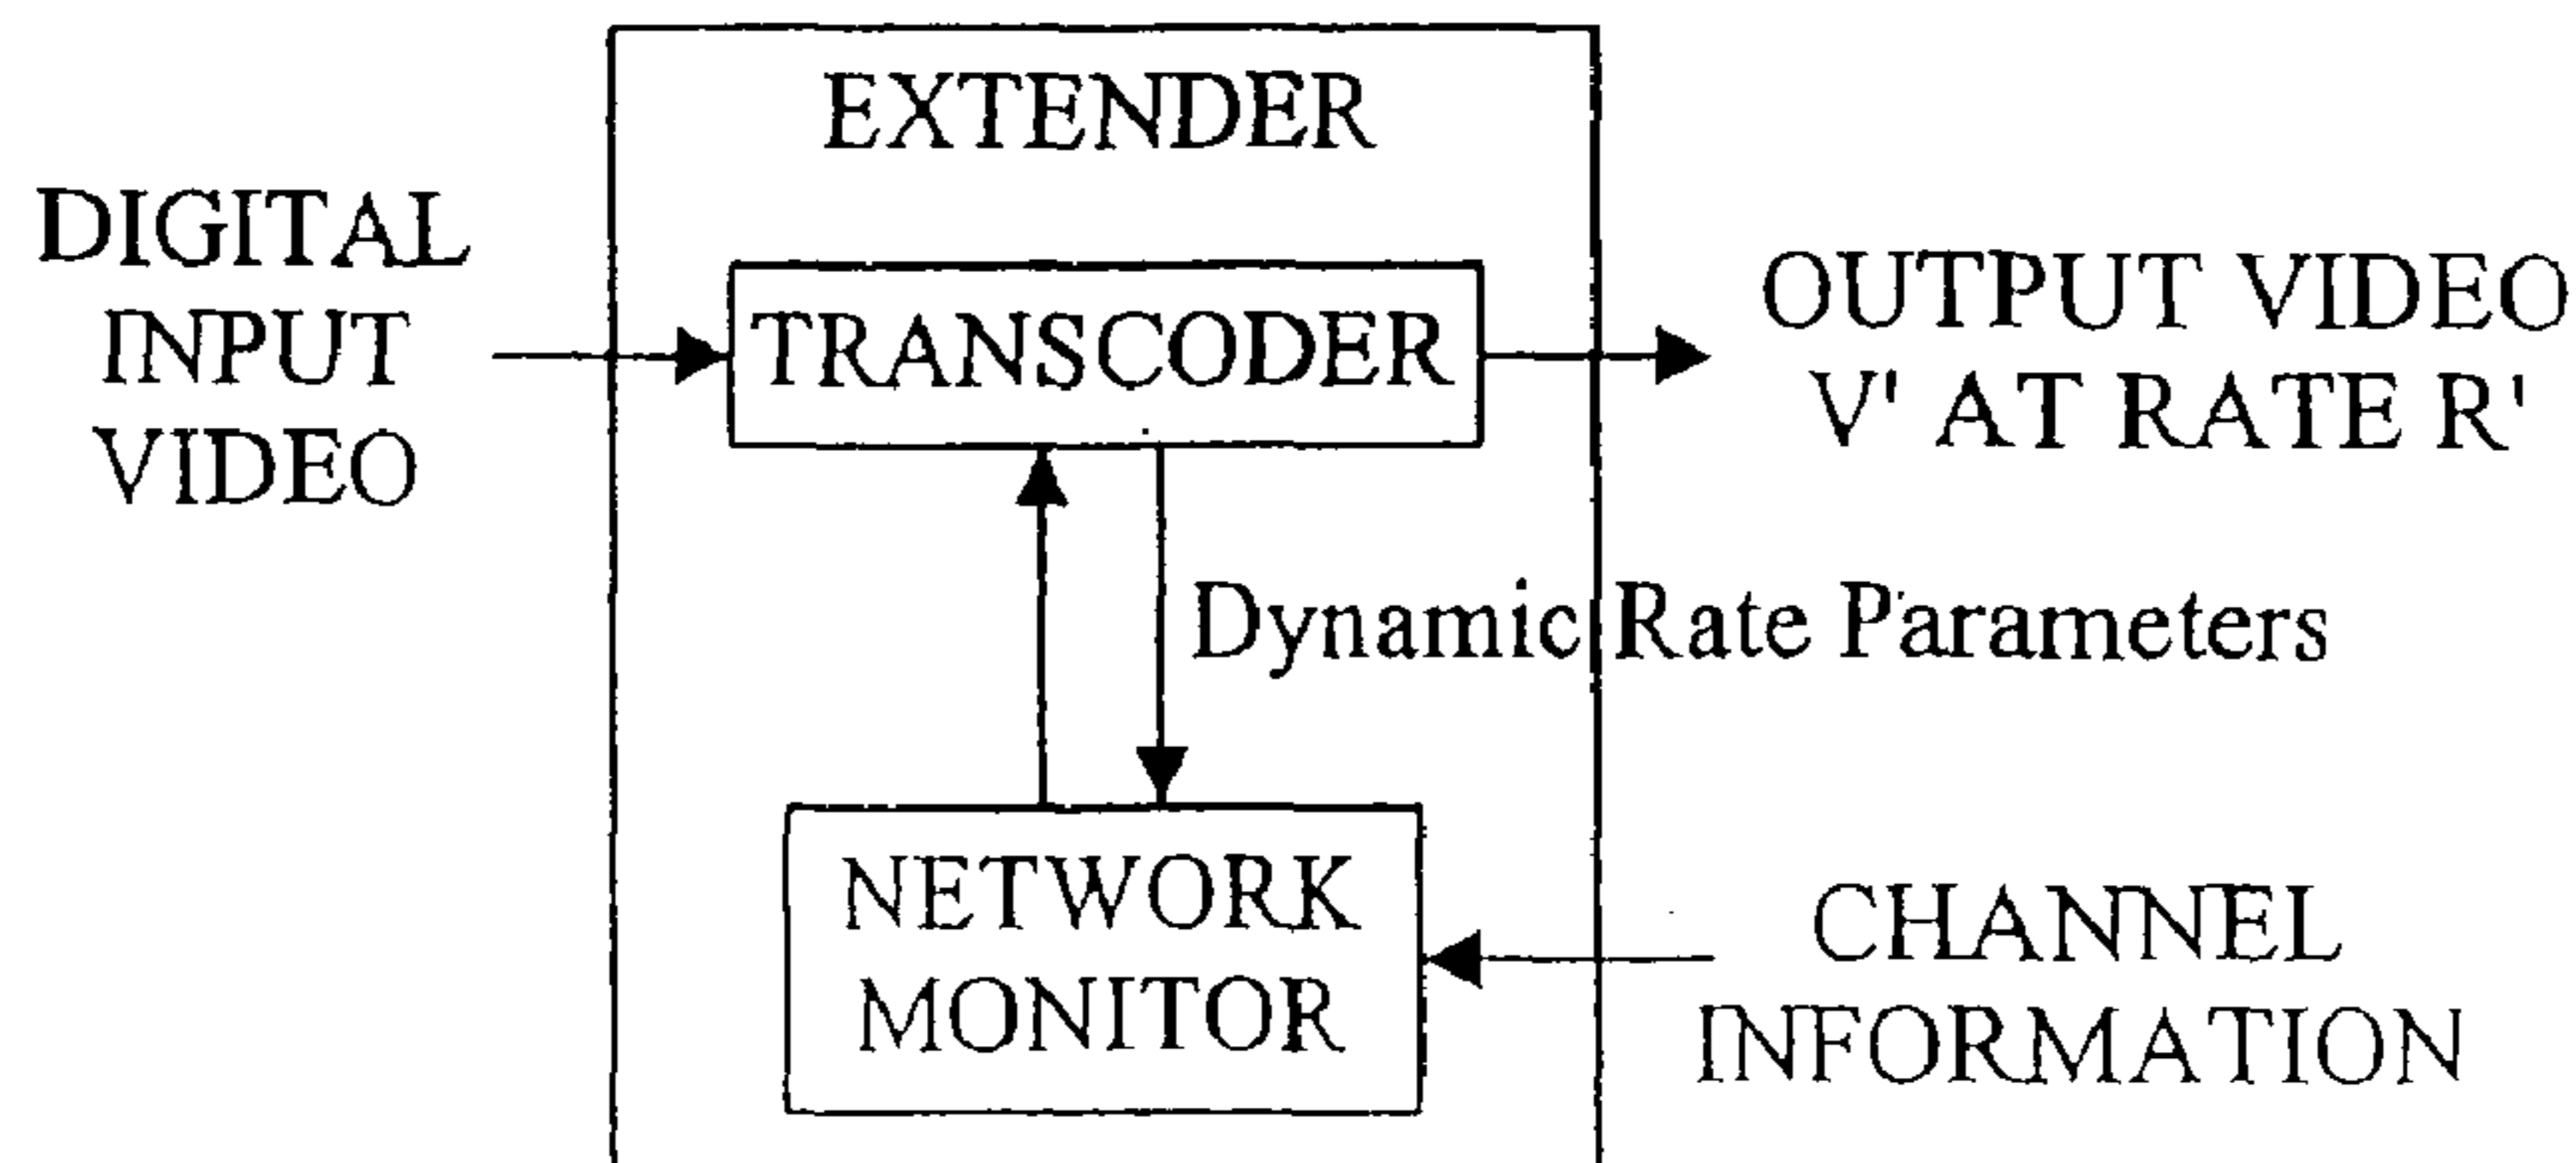 EXTENDER
DIGITAL
INPUT
VIDEO
TRANSCODER
OUTPUT VIDEO
V' AT RATE R'
Dynamic Rate Parameters
NETWORK
MONITOR
CHANNEL
INFORMATION